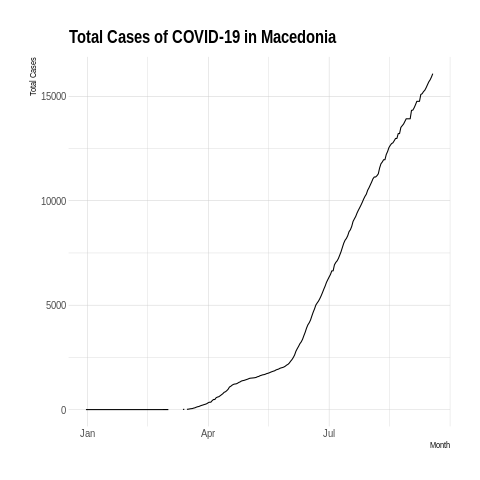 Total Cases of COVID-19 in Macedonia
Total Cases
15000
10000
5000
0
Jan Apr Jul
Month